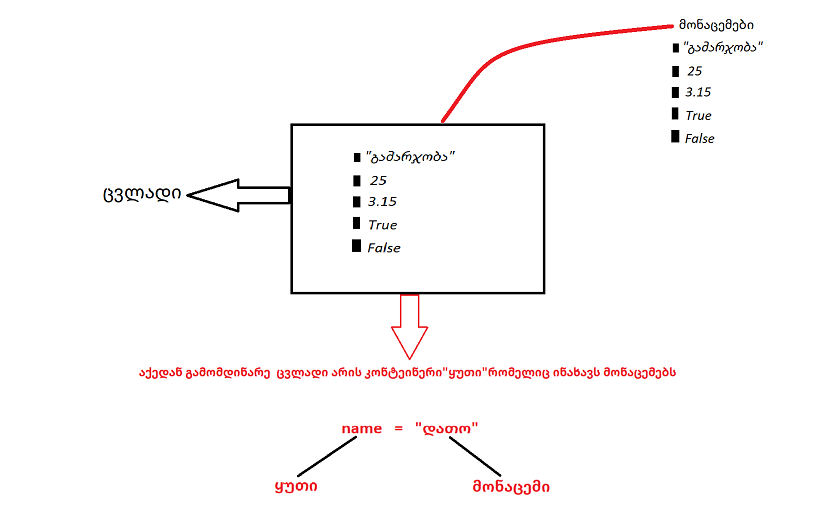 მონაცემები
"გამარჯობა"
25
3.15
True
False
"გამარჯობა"
25
3.15
True
False
ცვლადი
აქედან გამომდინარე ცვლადი არის კონტეინერი"ყუთი"რომელიც ინახავს მონაცემებს
name = "დათო"
ყუთი
მონაცემი